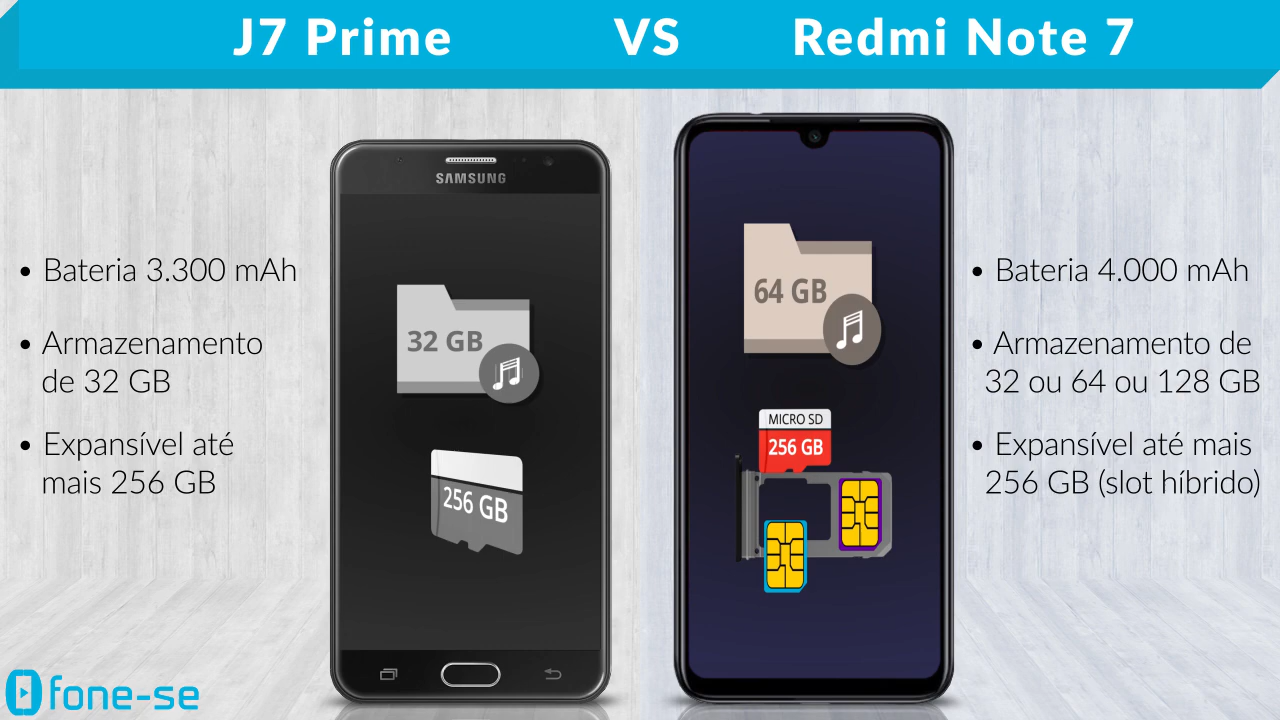 J7 Prime VS Redmi Note 7
SAMSUNG
• Bateria 3.300 mAh
• Armazenamento
de 32 GB
• Expansível até
mais 256 GB
32 GB
256 GB
64 GB
MICRO SD
256 GB
• Bateria 4.000 mAh
• Armazenamento de
32 ou 64 ou 128 GB
• Expansível até mais
256 GB (slot híbrido)
fone-se